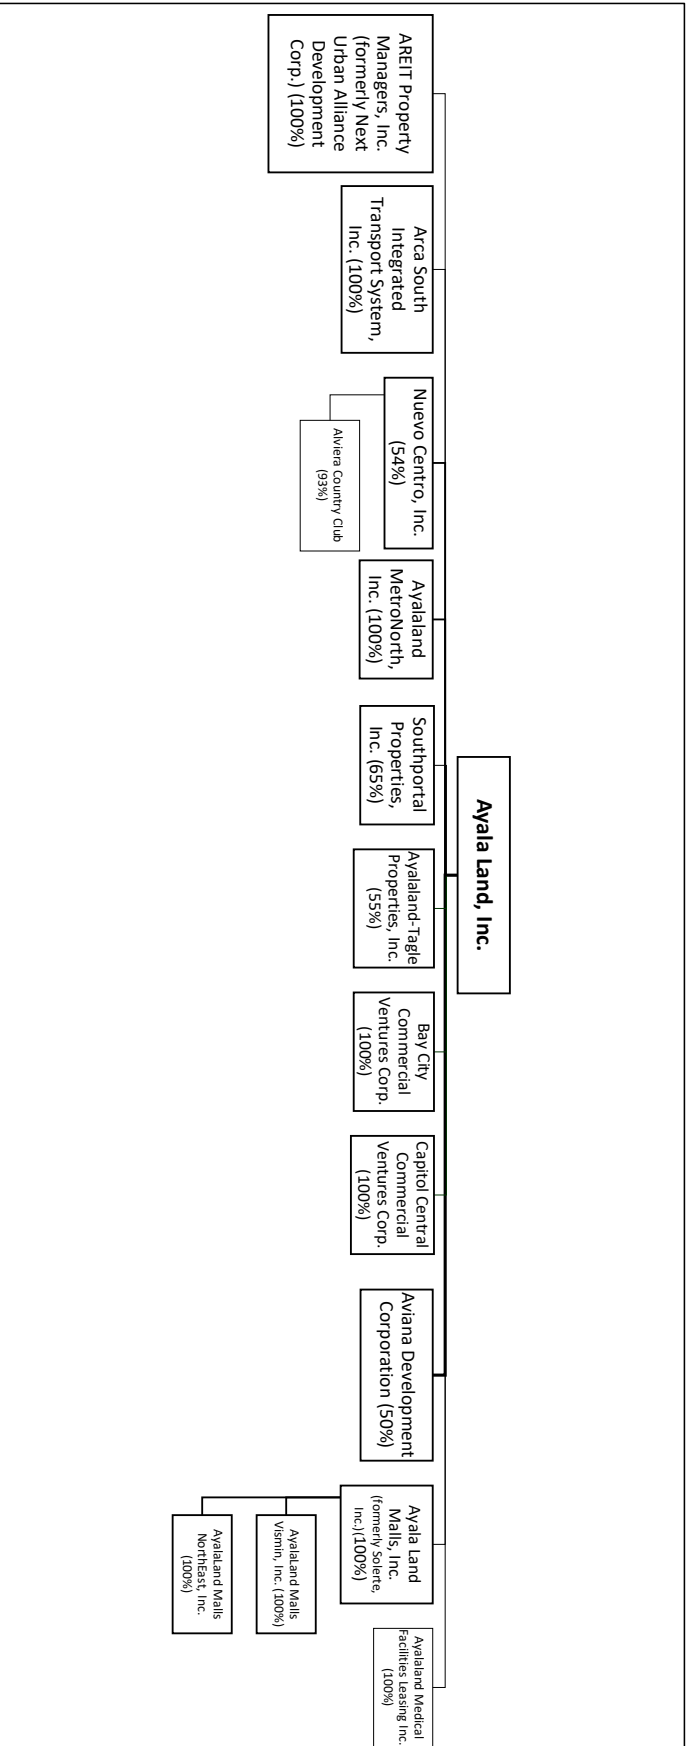 Ayala Land, Inc.
AREIT Property
Managers, Inc.
(formerly Next
Urban Alliance
Development
Corp.) (100%)
Arca South
Integrated
Transport System,
Inc. (100%)
Nuevo Centro, Inc.
(54%)
Alviera Country Club
(93%)
Ayalaland
MetroNorth,
Inc. (100%)
Southportal
Properties,
Inc. (65%)
Ayalaland-Tagle
Properties, Inc.
(55%)
Bay City
Commercial
Ventures Corp.
(100%)
Capitol Central
Commercial
Ventures Corp.
(100%)
Aviana Development
Corporation (50%)
Ayala Land
Malls, Inc.
(formerly Solerte,
Inc.)(100%)
AyalaLand Malls
Vismin, Inc. (100%)
AyalaLand Malls
NorthEast, Inc.
(100%)
Ayalaland Medical
Facilities Leasing Inc.
(100%)